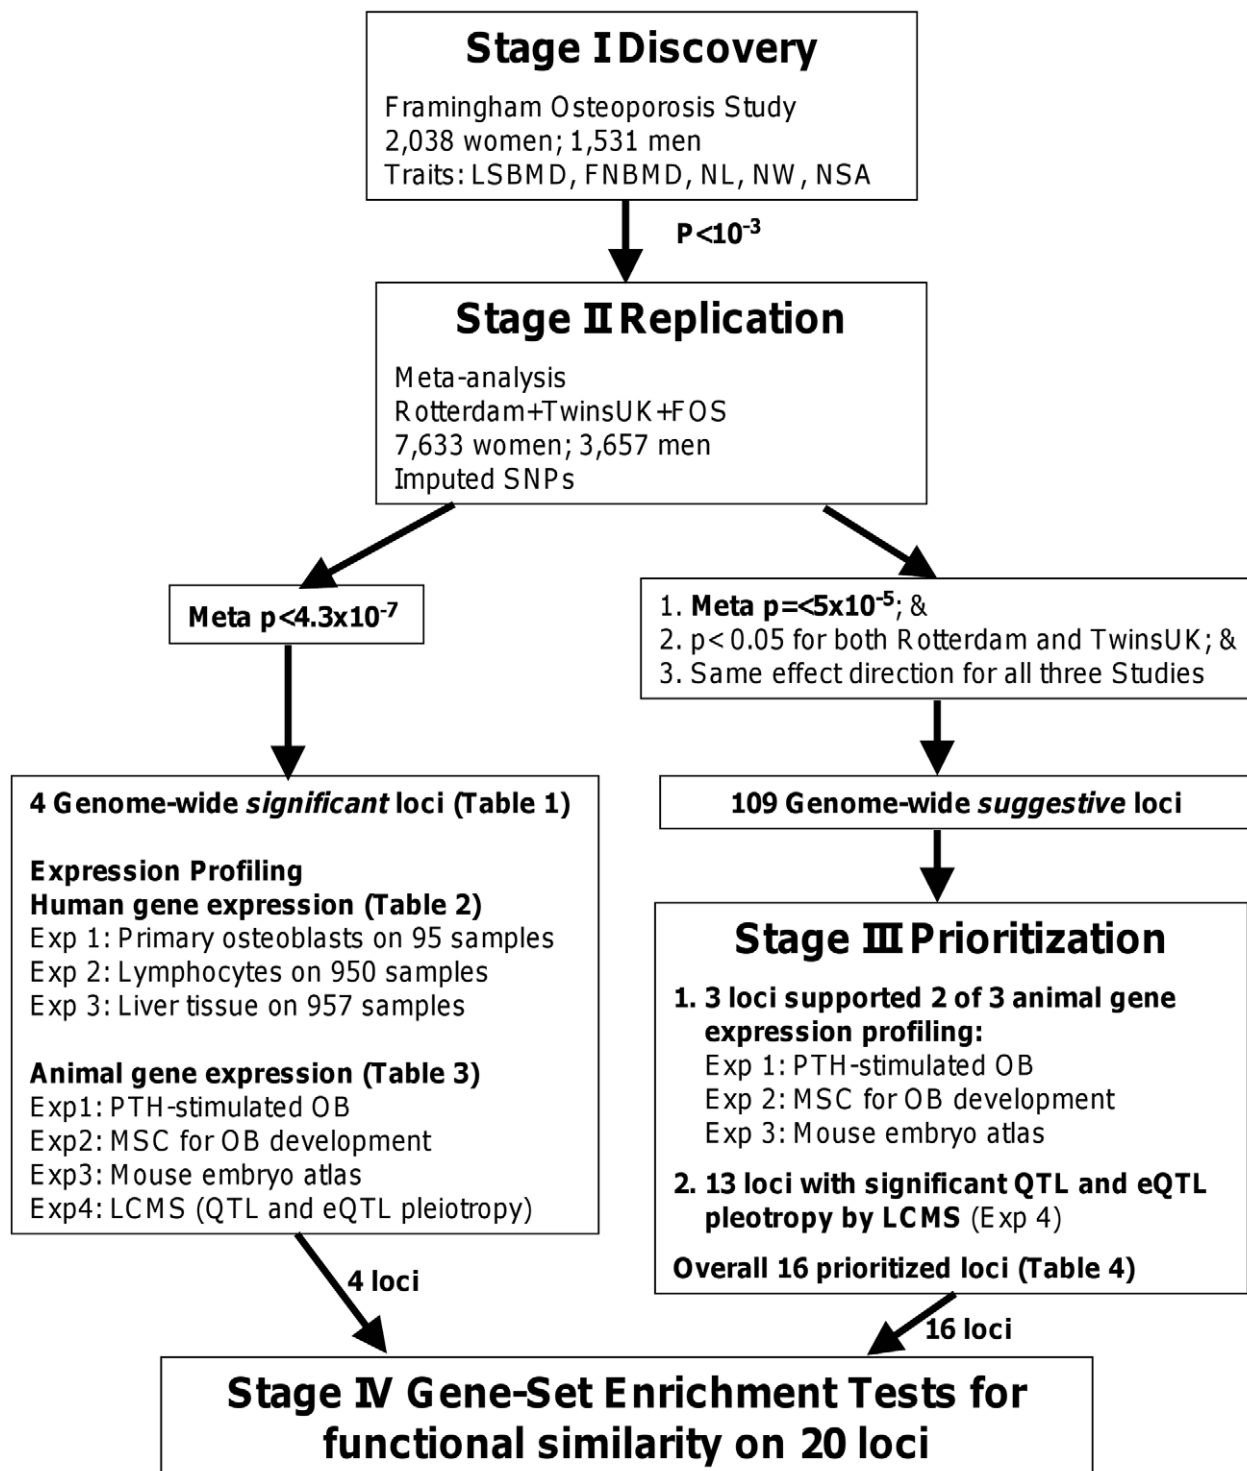 Stage I Discovery
Framingham Osteoporosis Study
2,038 women; 1,531 men
Traits: LSBMD, FNBMD, NL, NW, NSA
P<10⁻³
Stage II Replication
Meta-analysis
Rotterdam+TwinsUK+FOS
7,633 women; 3,657 men
Imputed SNPs
Meta p<4.3x10⁻⁷
1. Meta p=<5x10⁻⁵; &
2. p<0.05 for both Rotterdam and TwinsUK; &
3. Same effect direction for all three Studies
4 Genome-wide significant loci (Table 1)
Expression Profiling
Human gene expression (Table 2)
Exp 1: Primary osteoblasts on 95 samples
Exp 2: Lymphocytes on 950 samples
Exp 3: Liver tissue on 957 samples
Animal gene expression (Table 3)
Exp1: PTH-stimulated OB
Exp2: MSC for OB development
Exp3: Mouse embryo atlas
Exp4: LCMS (QTL and eQTL pleiotropy)
4 loci
109 Genome-wide suggestive loci
Stage III Prioritization
1. 3 loci supported 2 of 3 animal gene
expression profiling:
Exp 1: PTH-stimulated OB
Exp 2: MSC for OB development
Exp 3: Mouse embryo atlas
2. 13 loci with significant QTL and eQTL
pleotropy by LCMS (Exp 4)
Overall 16 prioritized loci (Table 4)
16 loci
Stage IV Gene-Set Enrichment Tests for
functional similarity on 20 loci